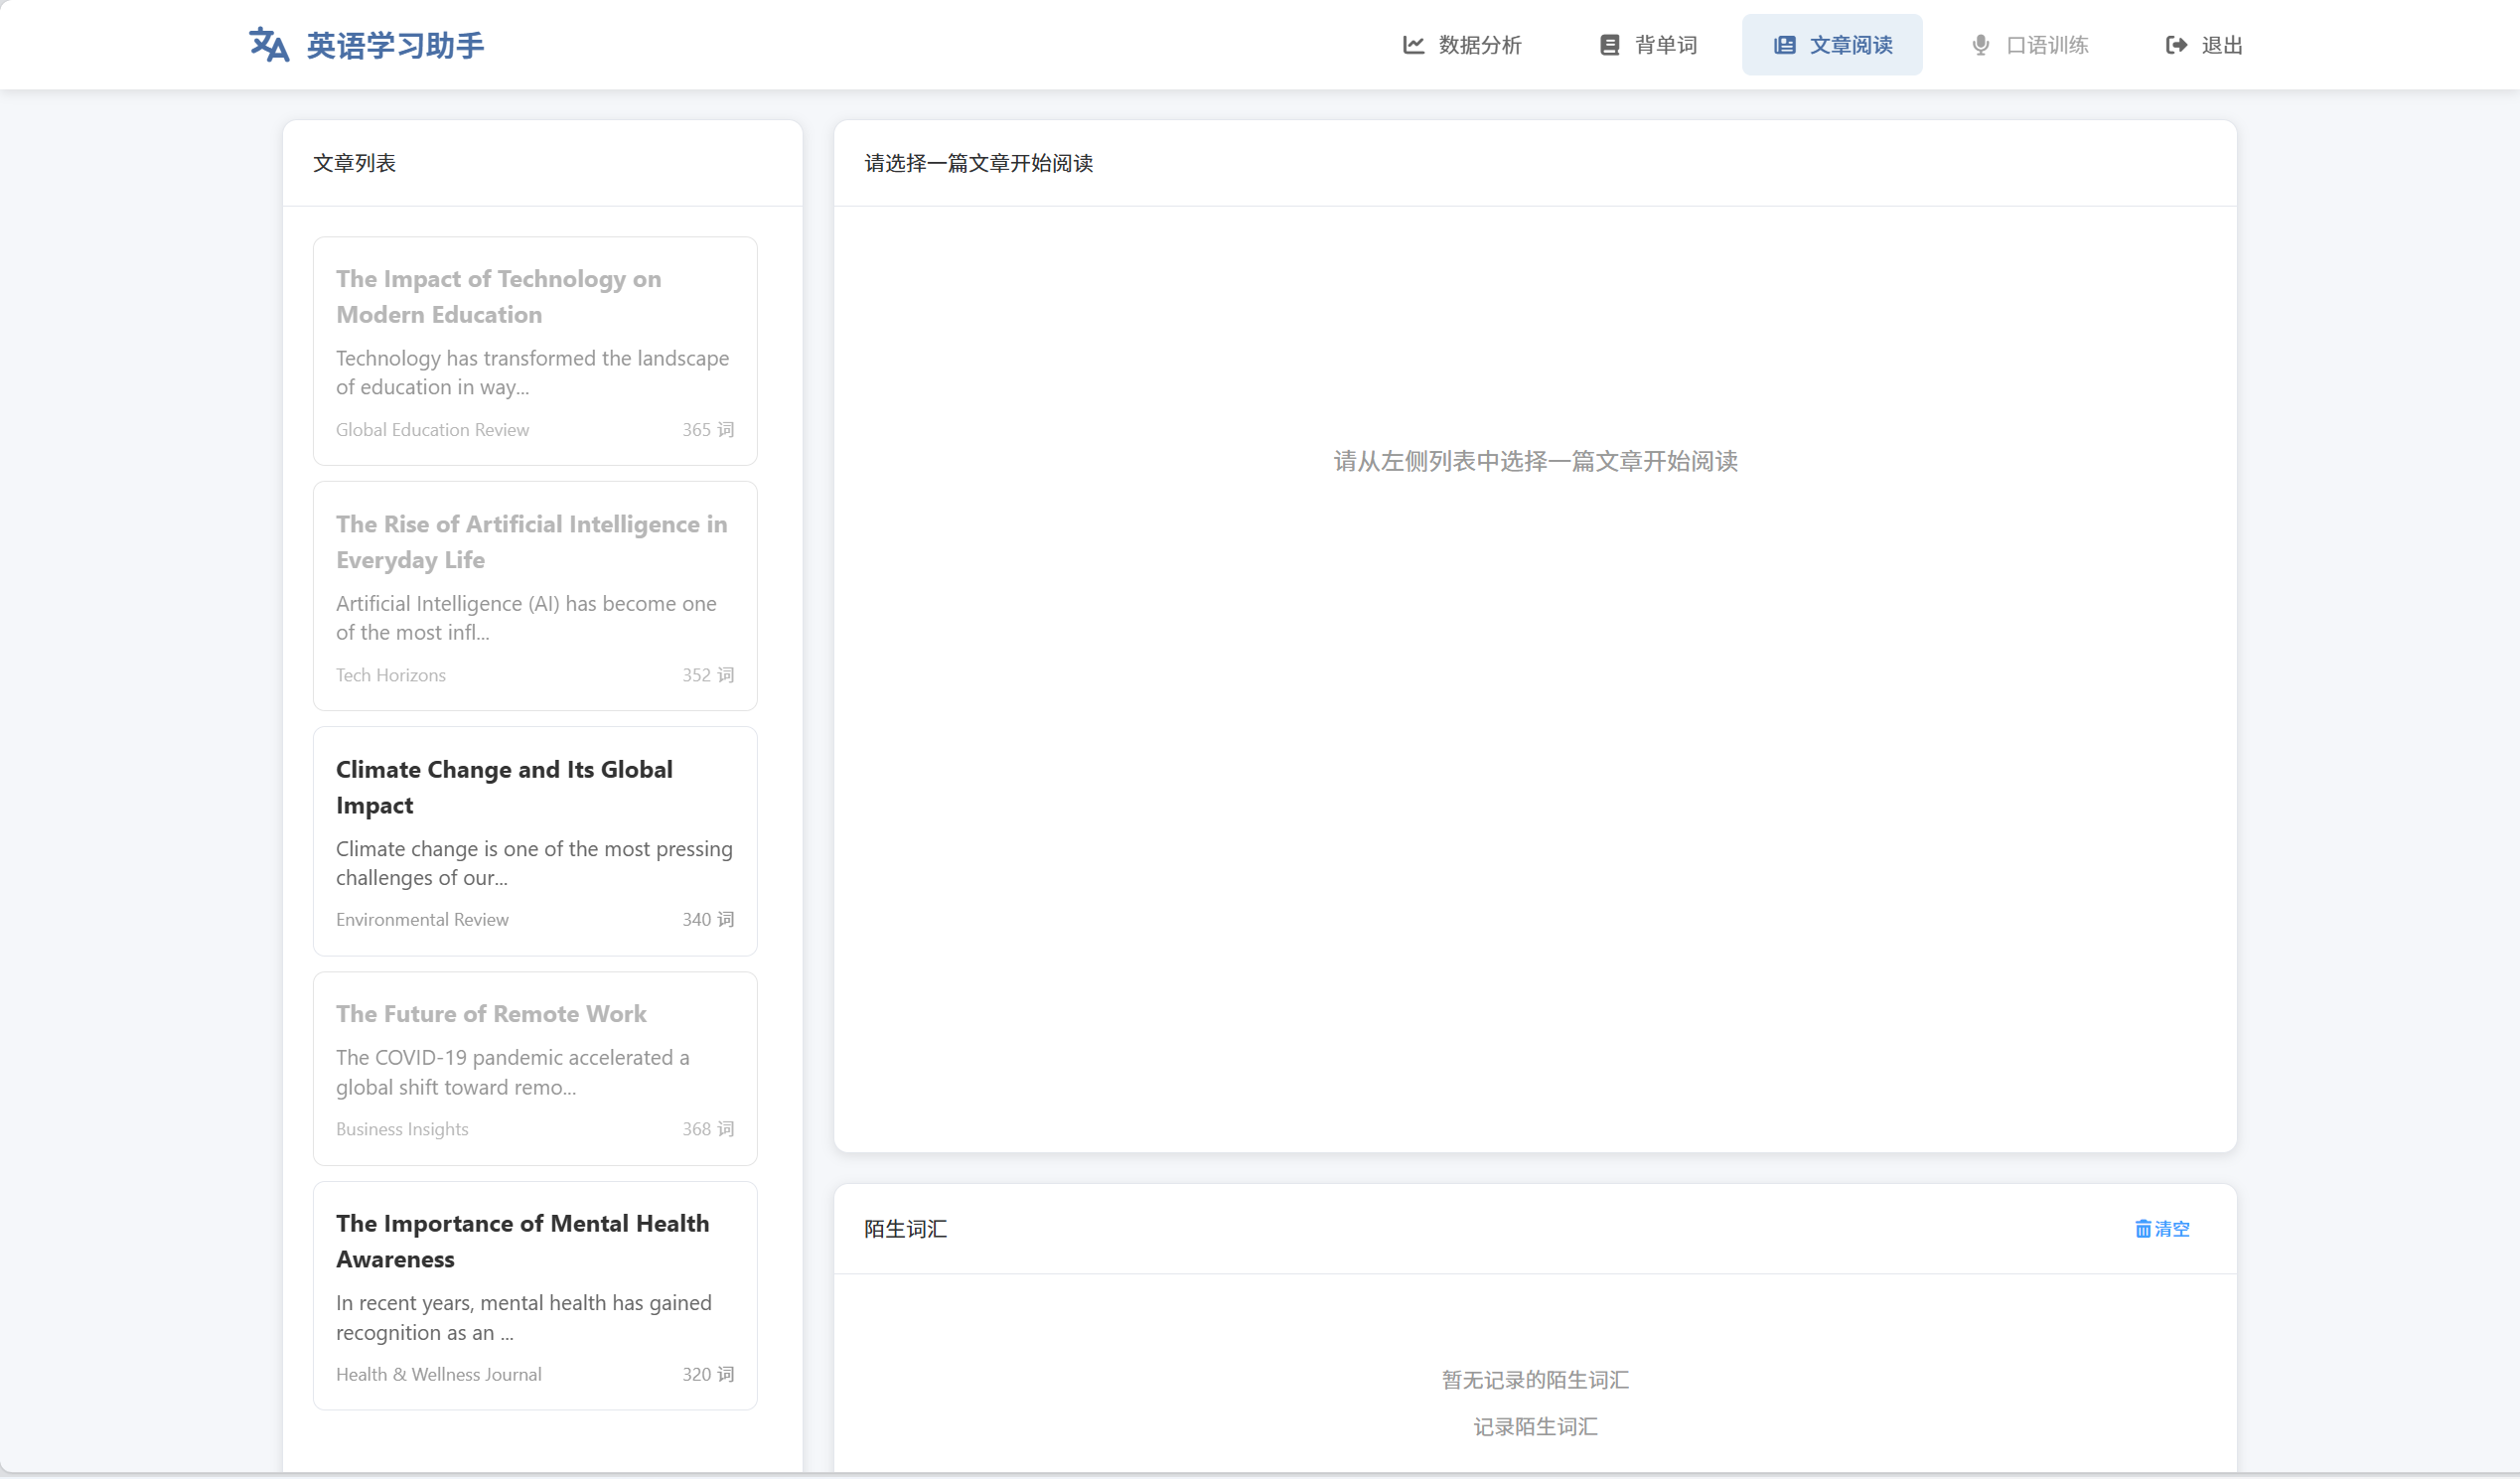 英语学习助手
数据分析
背单词
文章阅读
口语训练
退出
文章列表
The Impact of Technology on
Modern Education
Technology has transformed the landscape
of education in way...
Global Education Review 365 词
The Rise of Artificial Intelligence in
Everyday Life
Artificial Intelligence (AI) has become one
of the most infl...
Tech Horizons 352 词
Climate Change and Its Global
Impact
Climate change is one of the most pressing
challenges of our...
Environmental Review 340 词
The Future of Remote Work
The COVID-19 pandemic accelerated a
global shift toward remo...
Business Insights 368 词
The Importance of Mental Health
Awareness
In recent years, mental health has gained
recognition as an ...
Health & Wellness Journal 320 词
请选择一篇文章开始阅读
请从左侧列表中选择一篇文章开始阅读
陌生词汇
清空
暂无记录的陌生词汇
记录陌生词汇